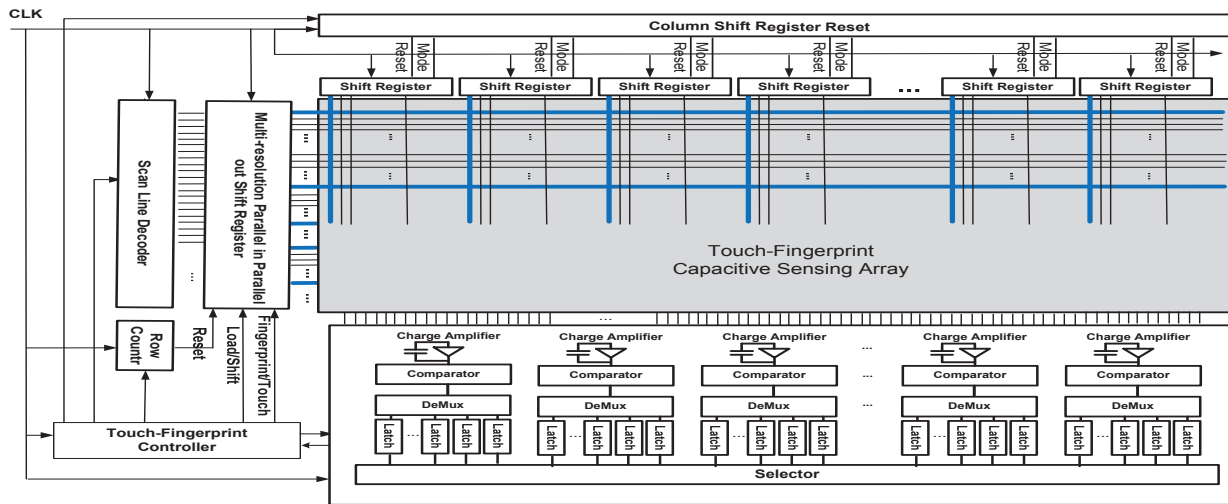 CLK
Column Shift Register Reset
Reset
Mode
Reset
Mode
Reset
Mode
Reset
Mode
Reset
Mode
Reset
Mode
Shift Register
Shift Register
Shift Register
Shift Register
...
Shift Register
Shift Register
Scan Line Decoder
Multi-resolution Parallel in Parallel
out Shift Register
Touch-Fingerprint
Capacitive Sensing Array
Row
Countr
Reset
Load/Shift
Fingerprint/Touch
Touch-Fingerprint
Controller
Charge Amplifier
Charge Amplifier
Charge Amplifier
...
Charge Amplifier
Charge Amplifier
Comparator
Comparator
Comparator
...
Comparator
Comparator
DeMux
DeMux
DeMux
...
DeMux
DeMux
Latch ... Latch Latch Latch
Latch ... Latch Latch Latch
Latch ... Latch Latch Latch
Latch ... Latch Latch Latch
Latch ... Latch Latch Latch
Selector